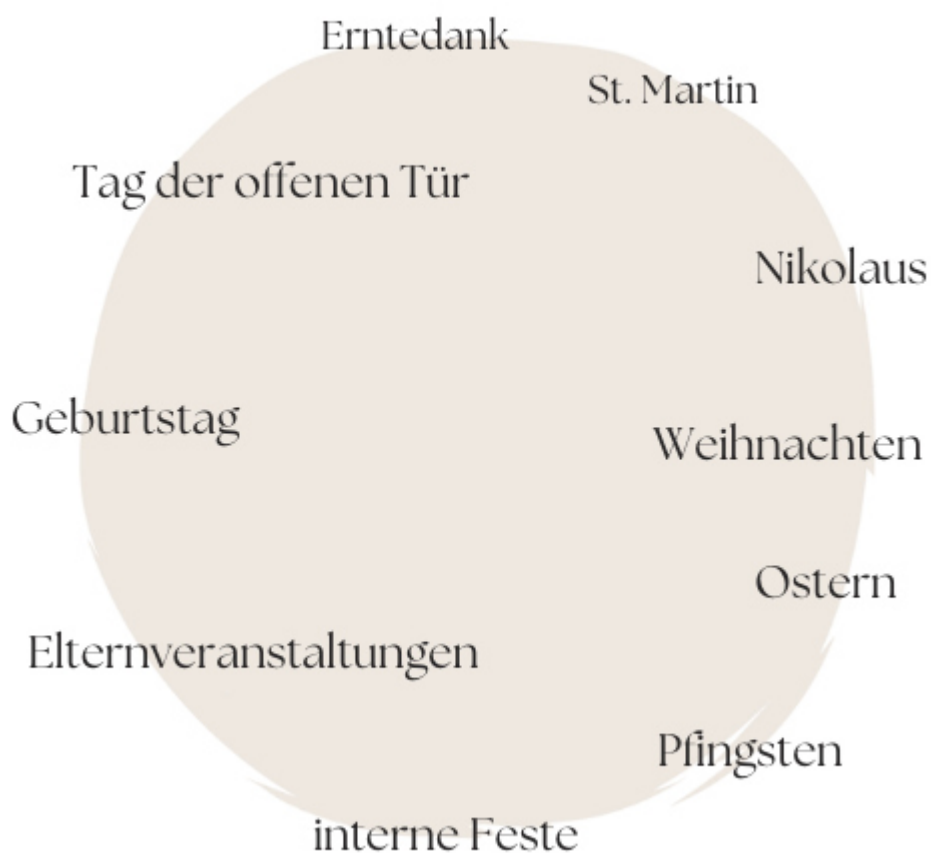 Erntedank
St. Martin
Tag der offenen Tür
Nikolaus
Geburtstag
Weihnachten
Ostern
Elternveranstaltungen
Pfingsten
interne Feste